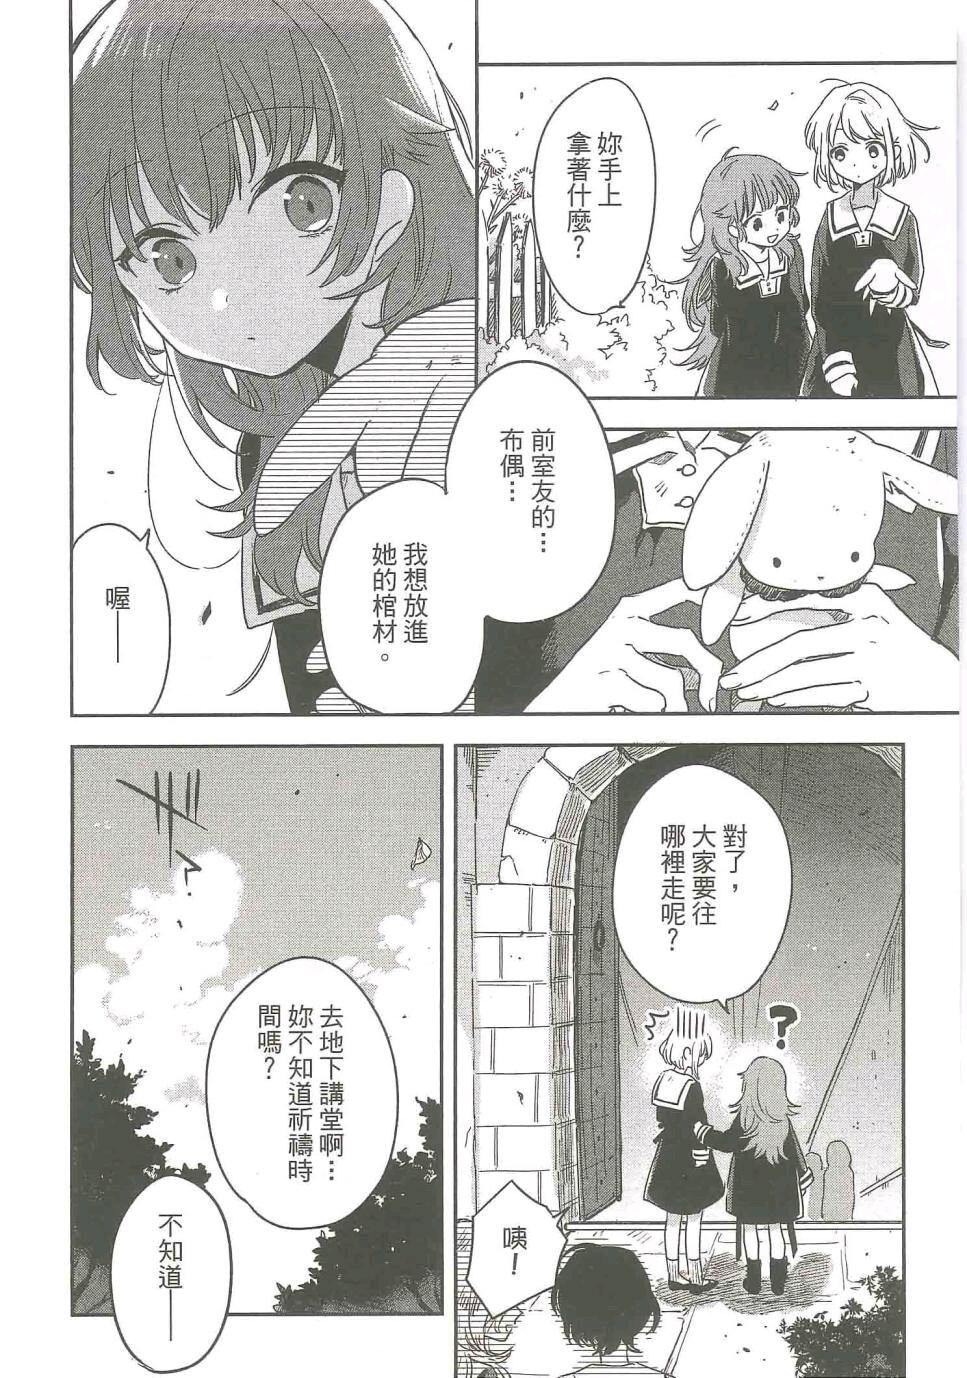 妳手上
拿著什麼?
前室友的…
布偶…
我想放進
她的棺材。
喔——
對了，
大家要往
哪裡走呢?
咦!
去地下講堂啊…
妳不知道祈禱時
間嗎?
不知道——